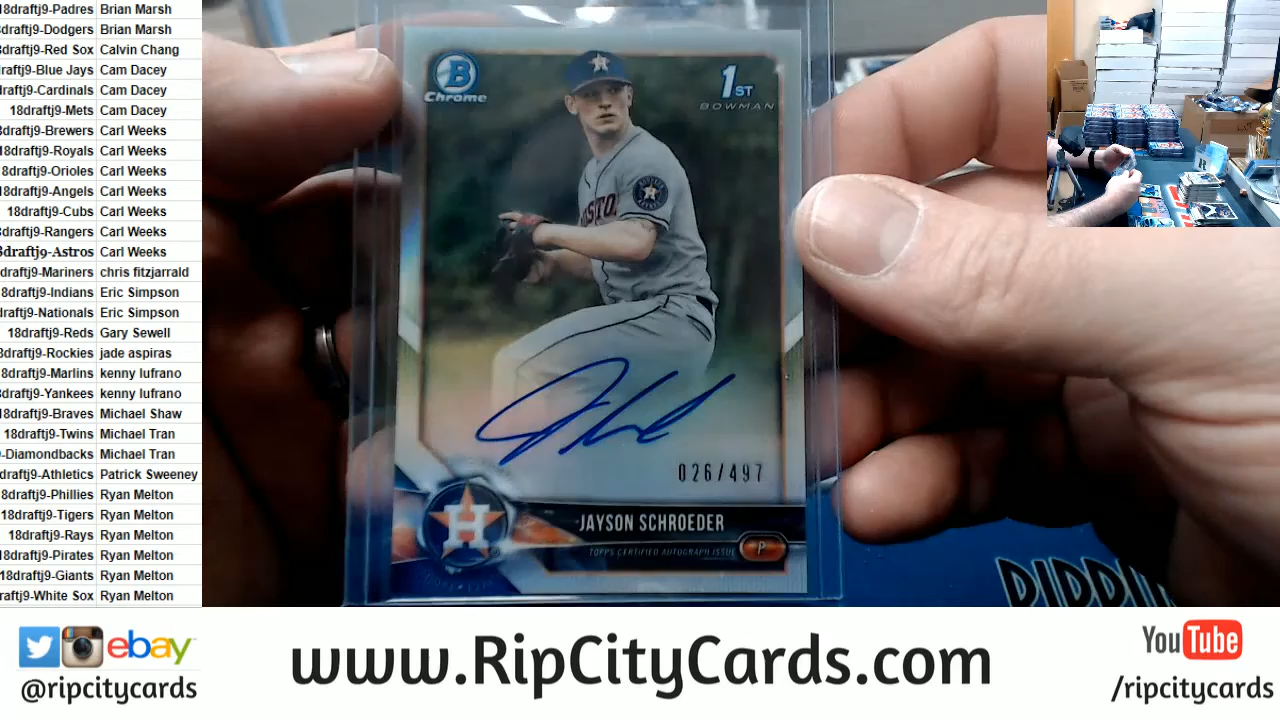 18draftj9-Padres Brian Marsh
draftj9-Dodgers Brian Marsh
draftj9-Red Sox Calvin Chang
raftj9-Blue Jays Cam Dacey
raftj9-Cardinals Cam Dacey
18draftj9-Mets Cam Dacey
draftj9-Brewers Carl Weeks
18draftj9-Royals Carl Weeks
8draftj9-Orioles Carl Weeks
18draftj9-Angels Carl Weeks
18draftj9-Cubs Carl Weeks
draftj9-Rangers Carl Weeks
draftj9-Astros Carl Weeks
draftj9-Mariners chris fitzjarrald
8draftj9-Indians Eric Simpson
draftj9-Nationals Eric Simpson
18draftj9-Reds Gary Sewell
draftj9-Rockies jade aspiras
8draftj9-Marlins kenny lufrano
draftj9-Yankees kenny lufrano
18draftj9-Braves Michael Shaw
18draftj9-Twins Michael Tran
-Diamondbacks Michael Tran
draftj9-Athletics Patrick Sweeney
8draftj9-Phillies Ryan Melton
18draftj9-Tigers Ryan Melton
18draftj9-Rays Ryan Melton
8draftj9-Pirates Ryan Melton
18draftj9-Giants Ryan Melton
raftj9-White Sox Ryan Melton
B
Chrome
1ST
BOWMAN
026/497
H
JAYSON SCHROEDER
TOPPS CERTIFIED AUTOGRAPH ISSUE
P
ebay
@ripcitycards
www.RipCityCards.com
YouTube
/ripcitycards